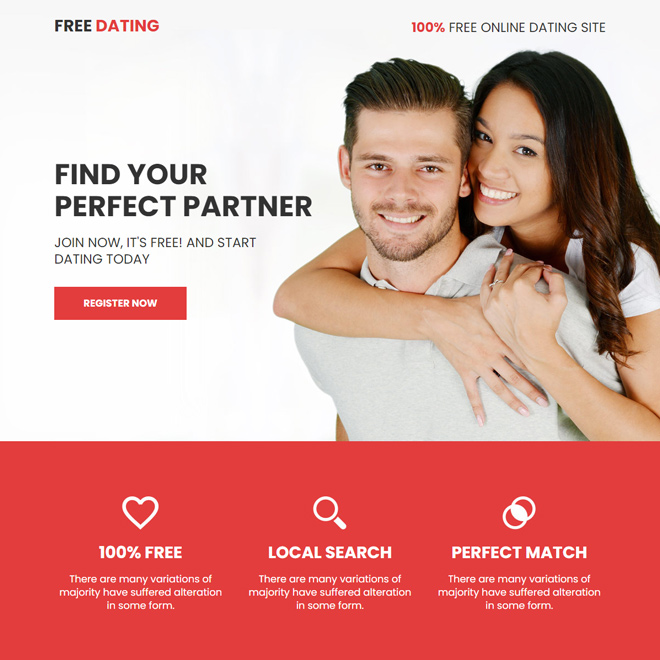 FREE DATING
100% FREE ONLINE DATING SITE
FIND YOUR
PERFECT PARTNER
JOIN NOW, IT'S FREE! AND START
DATING TODAY
REGISTER NOW
100% FREE
There are many variations of
majority have suffered alteration
in some form.
LOCAL SEARCH
There are many variations of
majority have suffered alteration
in some form.
PERFECT MATCH
There are many variations of
majority have suffered alteration
in some form.